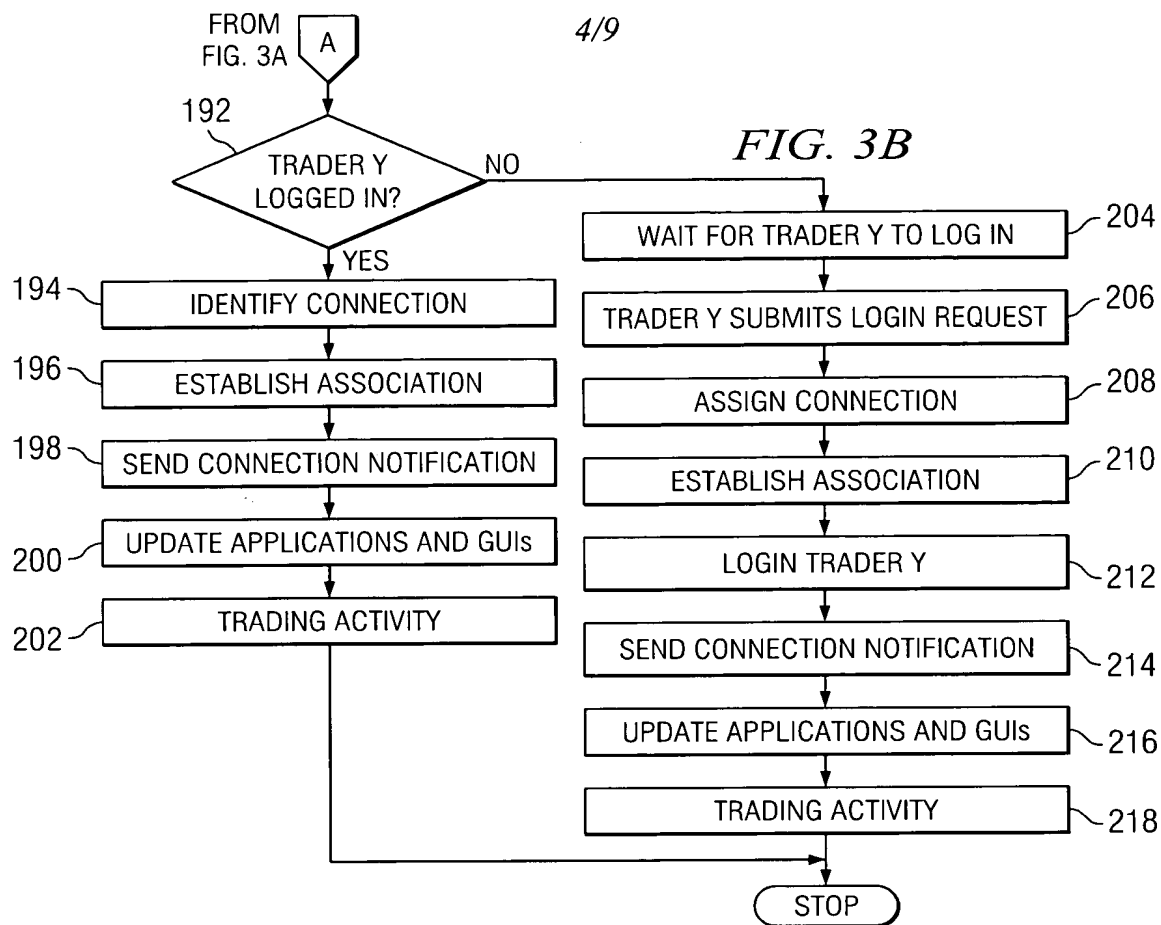 4/9
FROM
FIG. 3A
A
192
TRADER Y
LOGGED IN?
NO
YES
FIG. 3B
194
IDENTIFY CONNECTION
196
ESTABLISH ASSOCIATION
198
SEND CONNECTION NOTIFICATION
200
UPDATE APPLICATIONS AND GUIs
202
TRADING ACTIVITY
WAIT FOR TRADER Y TO LOG IN
204
TRADER Y SUBMITS LOGIN REQUEST
206
ASSIGN CONNECTION
208
ESTABLISH ASSOCIATION
210
LOGIN TRADER Y
212
SEND CONNECTION NOTIFICATION
214
UPDATE APPLICATIONS AND GUIs
216
TRADING ACTIVITY
218
STOP